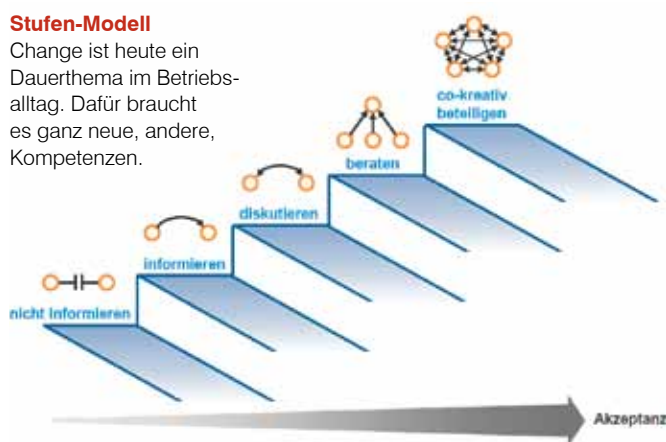 Stufen-Modell
Change ist heute ein
Dauerthema im Betriebs-
alltag. Dafür braucht
es ganz neue, andere,
Kompetenzen.
co-kreativ
beteiligen
beraten
diskutieren
informieren
nicht informieren
Akzeptanz